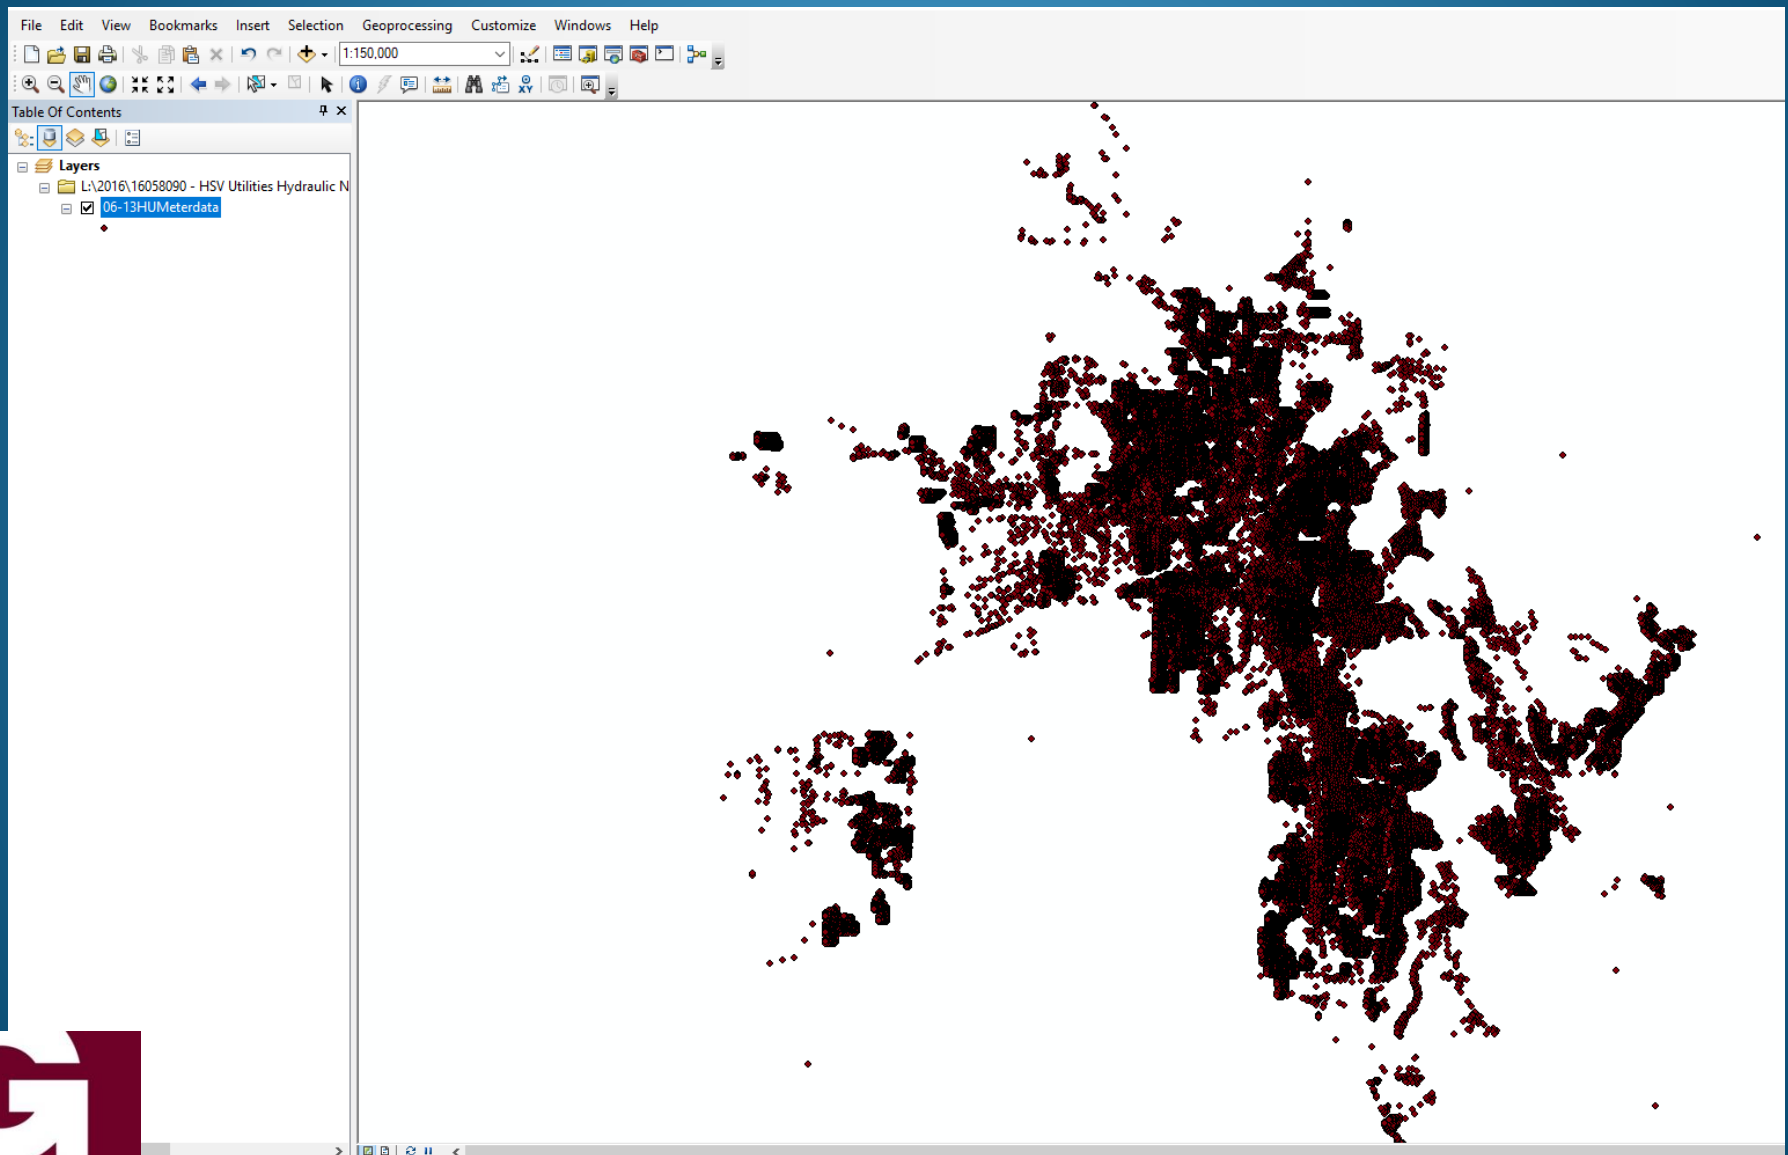 File Edit View Bookmarks Insert Selection Geoprocessing Customize Windows Help
1:150,000
Table Of Contents
Layers
L:\2016\16058090 - HSV Utilities Hydraulic N
06-13HUMeterdata